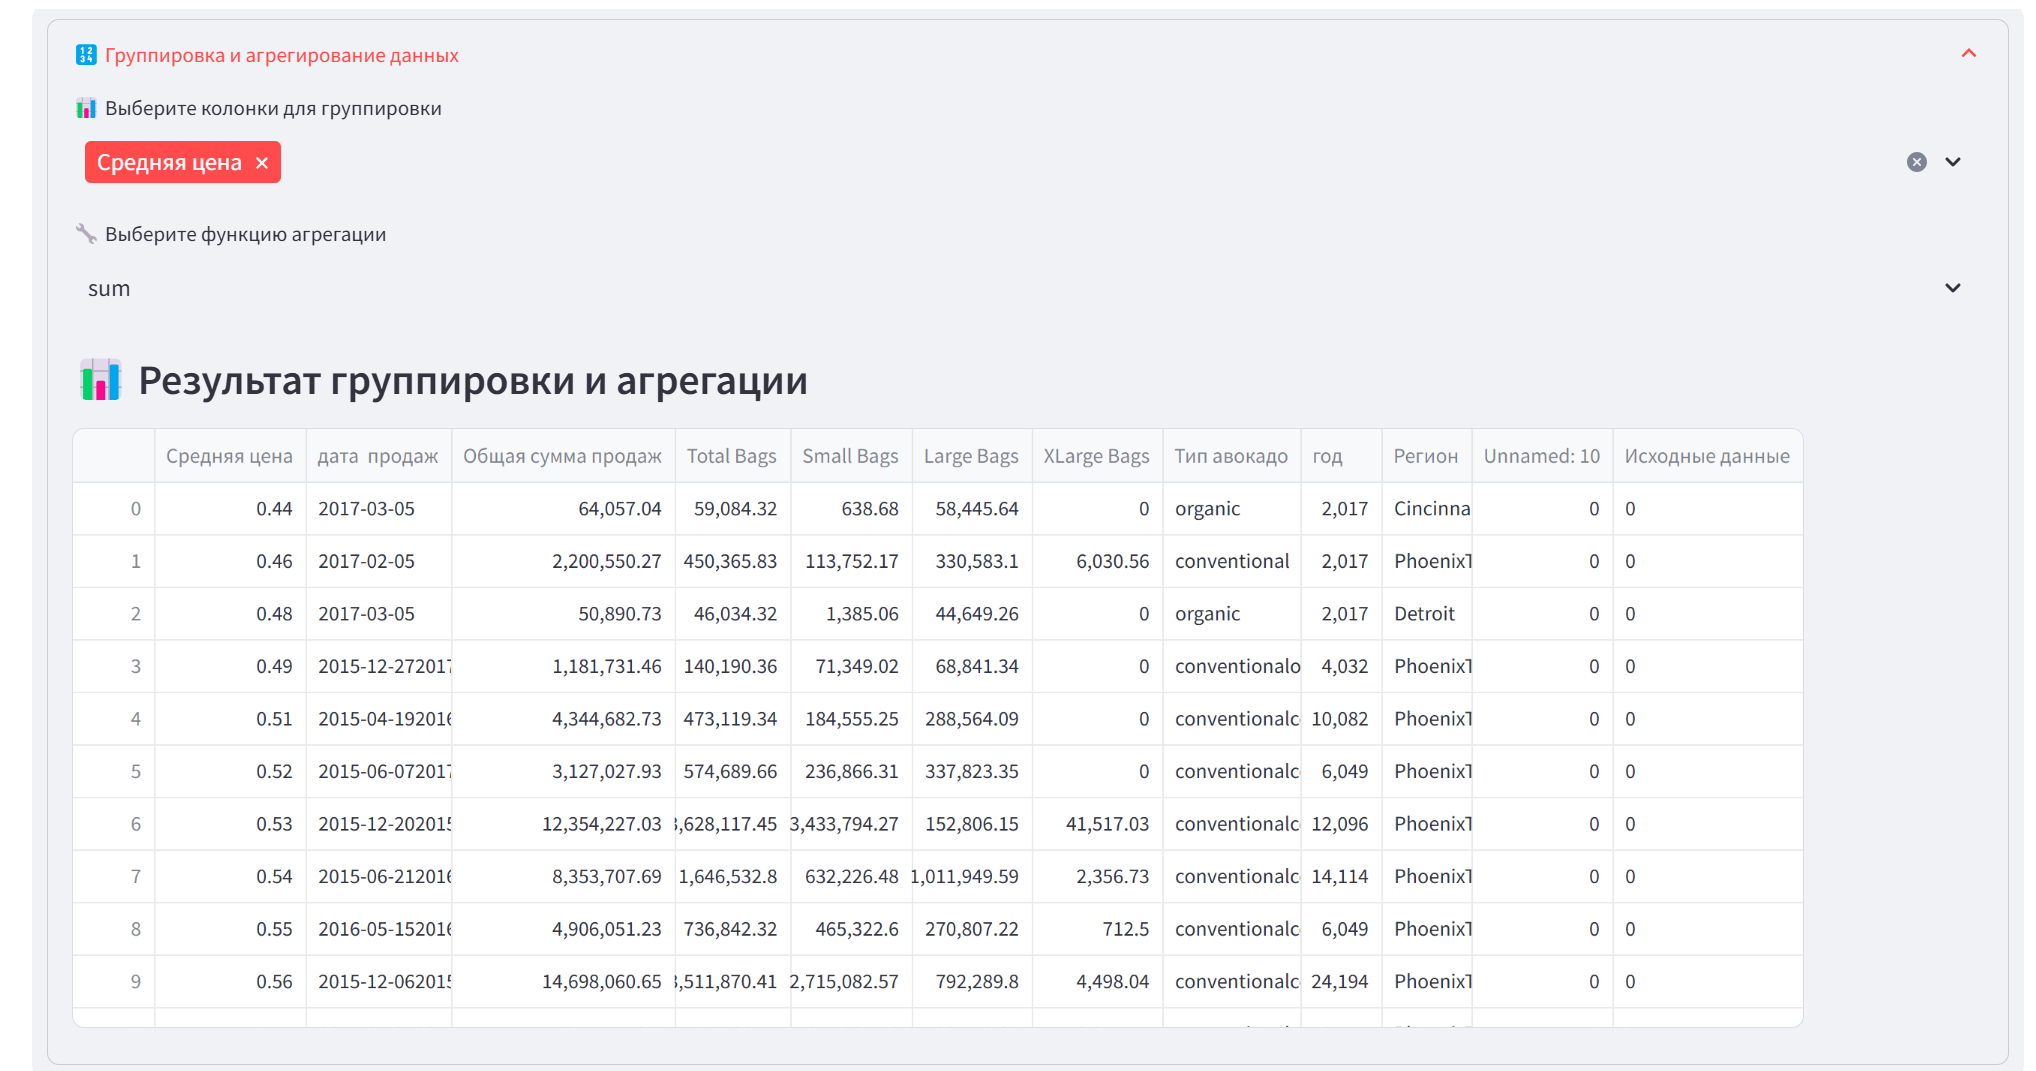 Группировка и агрегирование данных
Выберите колонки для группировки
Средняя цена ×
Выберите функцию агрегации
sum
Результат группировки и агрегации
Средняя цена дата продаж Общая сумма продаж Total Bags Small Bags Large Bags XLarge Bags Тип авокадо год Регион Unnamed: 10 Исходные данные
0 0.44 2017-03-05 64,057.04 59,084.32 638.68 58,445.64 0 organic 2,017 Cincinna 0 0
1 0.46 2017-02-05 2,200,550.27 450,365.83 113,752.17 330,583.1 6,030.56 conventional 2,017 PhoenixT 0 0
2 0.48 2017-03-05 50,890.73 46,034.32 1,385.06 44,649.26 0 organic 2,017 Detroit 0 0
3 0.49 2015-12-272017 1,181,731.46 140,190.36 71,349.02 68,841.34 0 conventionalo 4,032 PhoenixT 0 0
4 0.51 2015-04-192016 4,344,682.73 473,119.34 184,555.25 288,564.09 0 conventionalc 10,082 PhoenixT 0 0
5 0.52 2015-06-072017 3,127,027.93 574,689.66 236,866.31 337,823.35 0 conventionalc 6,049 PhoenixT 0 0
6 0.53 2015-12-202015 12,354,227.03 3,628,117.45 3,433,794.27 152,806.15 41,517.03 conventionalc 12,096 PhoenixT 0 0
7 0.54 2015-06-212016 8,353,707.69 1,646,532.8 632,226.48 1,011,949.59 2,356.73 conventionalc 14,114 PhoenixT 0 0
8 0.55 2016-05-152016 4,906,051.23 736,842.32 465,322.6 270,807.22 712.5 conventionalc 6,049 PhoenixT 0 0
9 0.56 2015-12-062015 14,698,060.65 3,511,870.41 2,715,082.57 792,289.8 4,498.04 conventionalc 24,194 PhoenixT 0 0